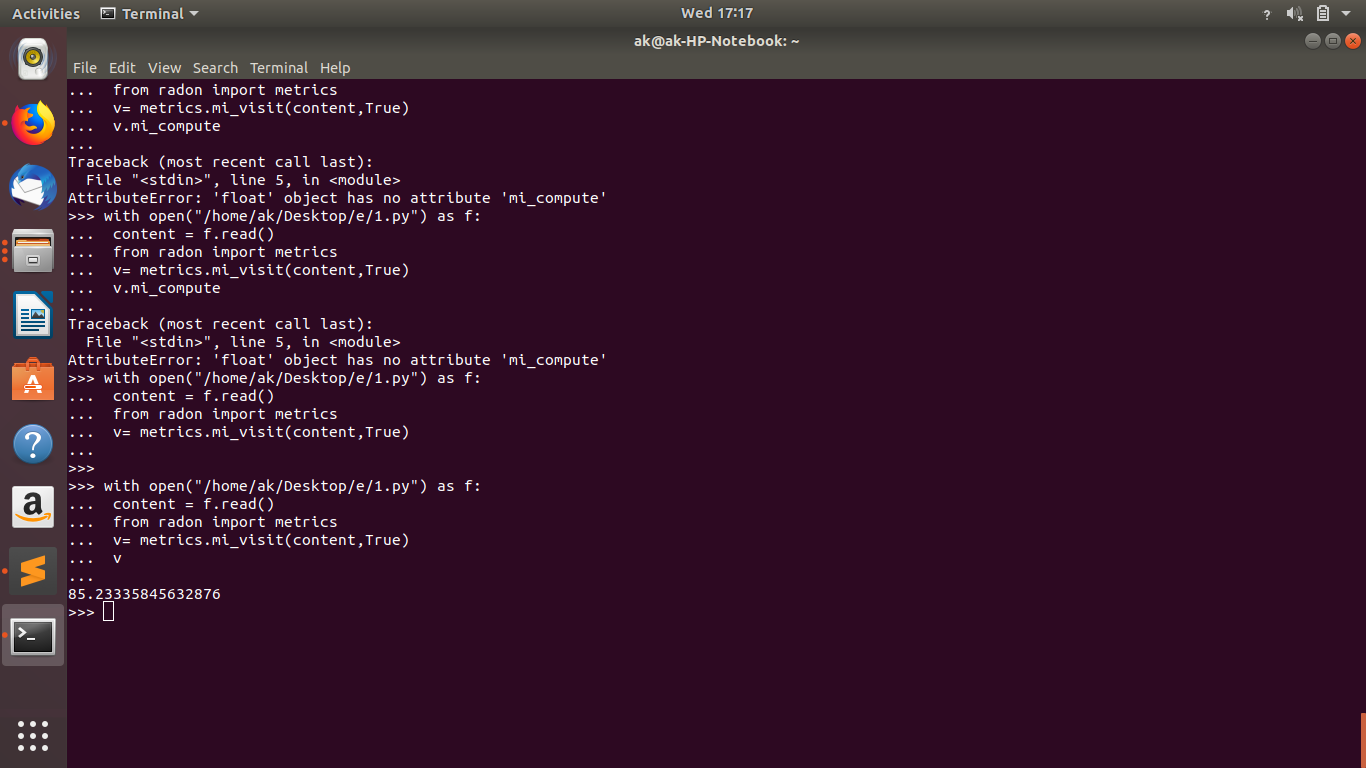 Activities Terminal Wed 17:17 ?
ak@ak-HP-Notebook: ~
File Edit View Search Terminal Help
...  from radon import metrics
...  v= metrics.mi_visit(content,True)
...  v.mi_compute
...
Traceback (most recent call last):
  File "<stdin>", line 5, in <module>
AttributeError: 'float' object has no attribute 'mi_compute'
>>> with open("/home/ak/Desktop/e/1.py") as f:
...  content = f.read()
...  from radon import metrics
...  v= metrics.mi_visit(content,True)
...  v.mi_compute
...
Traceback (most recent call last):
  File "<stdin>", line 5, in <module>
AttributeError: 'float' object has no attribute 'mi_compute'
>>> with open("/home/ak/Desktop/e/1.py") as f:
...  content = f.read()
...  from radon import metrics
...  v= metrics.mi_visit(content,True)
...
>>>
>>> with open("/home/ak/Desktop/e/1.py") as f:
...  content = f.read()
...  from radon import metrics
...  v= metrics.mi_visit(content,True)
...  v
...
85.23335845632876
>>>